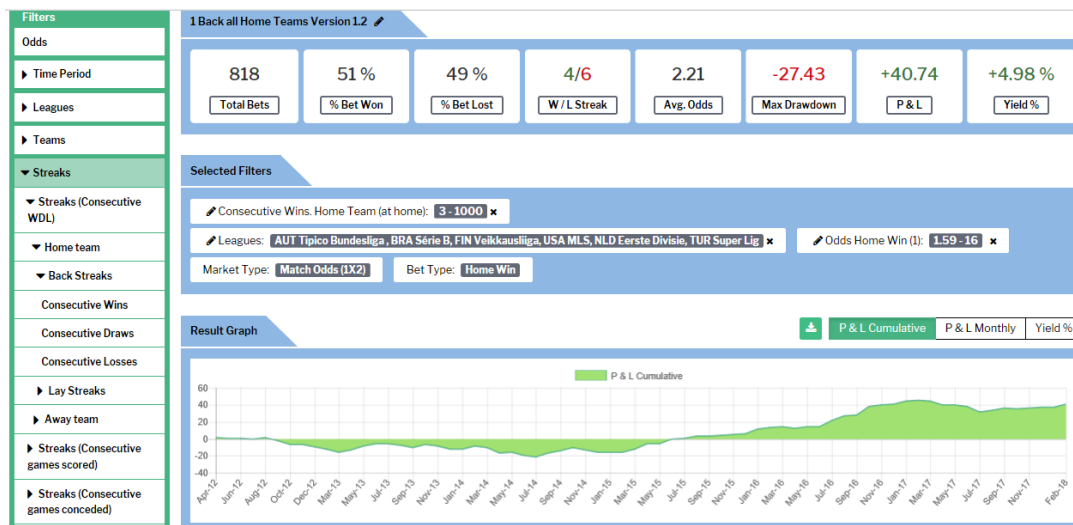 Filters
Odds
Time Period
Leagues
Teams
Streaks
Streaks (Consecutive
WDL)
Home team
Back Streaks
Consecutive Wins
Consecutive Draws
Consecutive Losses
Lay Streaks
Away team
Streaks (Consecutive
games scored)
Streaks (Consecutive
games conceded)
1 Back all Home Teams Version 1.2
818 51 % 49 % 4/6 2.21 -27.43 +40.74 +4.98 %
Total Bets % Bet Won % Bet Lost W / L Streak Avg. Odds Max Drawdown P & L Yield %
Selected Filters
Consecutive Wins. Home Team (at home): 3 - 1000 ×
Leagues: AUT Tipico Bundesliga , BRA Série B, FIN Veikkausliiga, USA MLS, NLD Eerste Divisie, TUR Super Lig × Odds Home Win (1): 1.59 - 16 ×
Market Type: Match Odds (1X2) Bet Type: Home Win
Result Graph P & L Cumulative P & L Monthly Yield %
P & L Cumulative
60
40
20
0
-20
-40
Apr-12 Jun-12 Aug-12 Oct-12 Dec-12 Mar-13 May-13 Jul-13 Sep-13 Nov-13 Jan-14 Mar-14 May-14 Jul-14 Sep-14 Nov-14 Jan-15 Mar-15 May-15 Jul-15 Sep-15 Nov-15 Jan-16 Mar-16 May-16 Jul-16 Sep-16 Nov-16 Jan-17 Mar-17 May-17 Jul-17 Sep-17 Nov-17 Feb-18